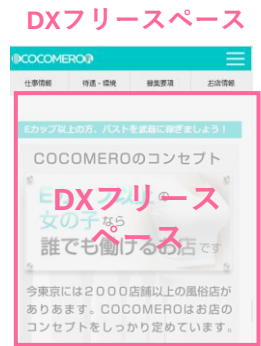 DXフリースペース
COCOMERO
仕事情報 待遇・環境 募集要項 お店情報
Eカップ以上の方、バストを武器に稼ぎましょう!
COCOMEROのコンセプト
DXフリース
ペース
女の子なら
誰でも働けるお店です
今東京には2000店舗以上の風俗店が
ありあます。COCOMEROはお店の
コンセプトをしっかり定めています。